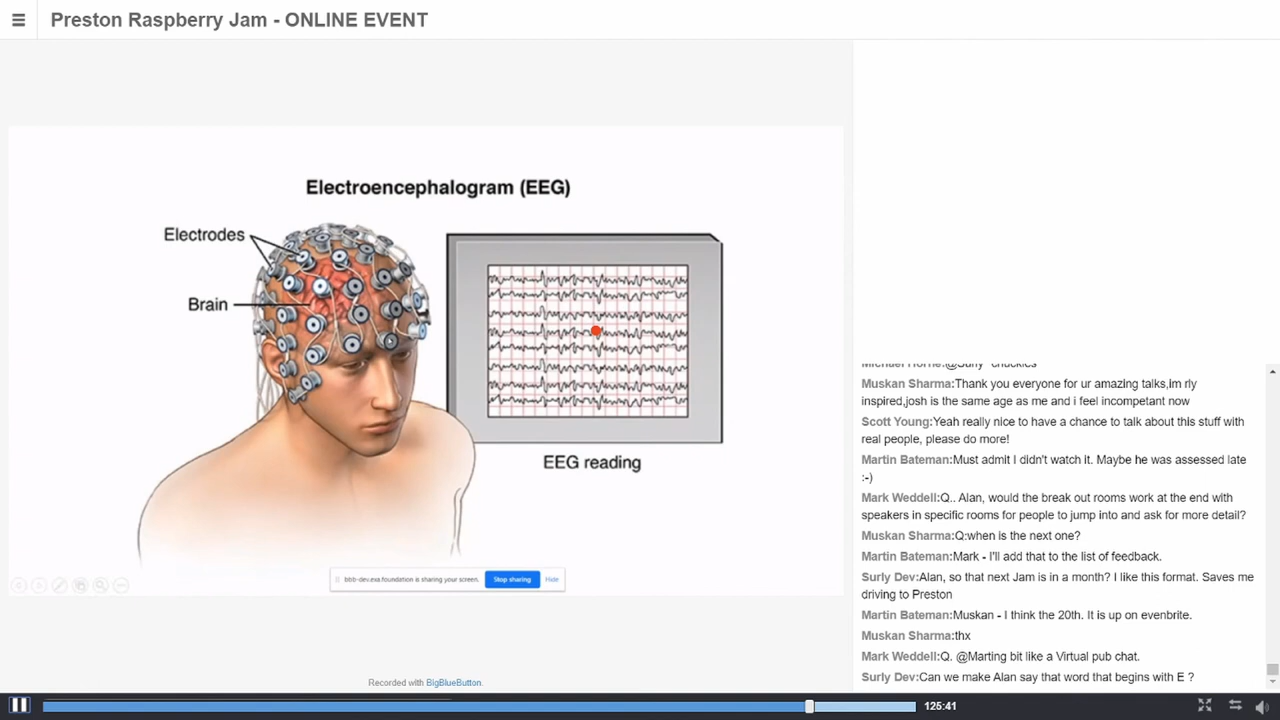 Preston Raspberry Jam - ONLINE EVENT
Electroencephalogram (EEG)
Electrodes
Brain
EEG reading
bbb-dev.exa.foundation is sharing your screen.
Stop sharing
Hide
Recorded with BigBlueButton.
Muskan Sharma:Thank you everyone for ur amazing talks,im rly
inspired,josh is the same age as me and i feel incompetant now
Scott Young:Yeah really nice to have a chance to talk about this stuff with
real people, please do more!
Martin Bateman:Must admit I didn't watch it. Maybe he was assessed late
:-)
Mark Weddell:Q.. Alan, would the break out rooms work at the end with
speakers in specific rooms for people to jump into and ask for more detail?
Muskan Sharma:Q:when is the next one?
Martin Bateman:Mark - I'll add that to the list of feedback.
Surly Dev:Alan, so that next Jam is in a month? I like this format. Saves me
driving to Preston
Martin Bateman:Muskan - I think the 20th. It is up on evenbrite.
Muskan Sharma:thx
Mark Weddell:Q. @Marting bit like a Virtual pub chat.
Surly Dev:Can we make Alan say that word that begins with E ?
125:41